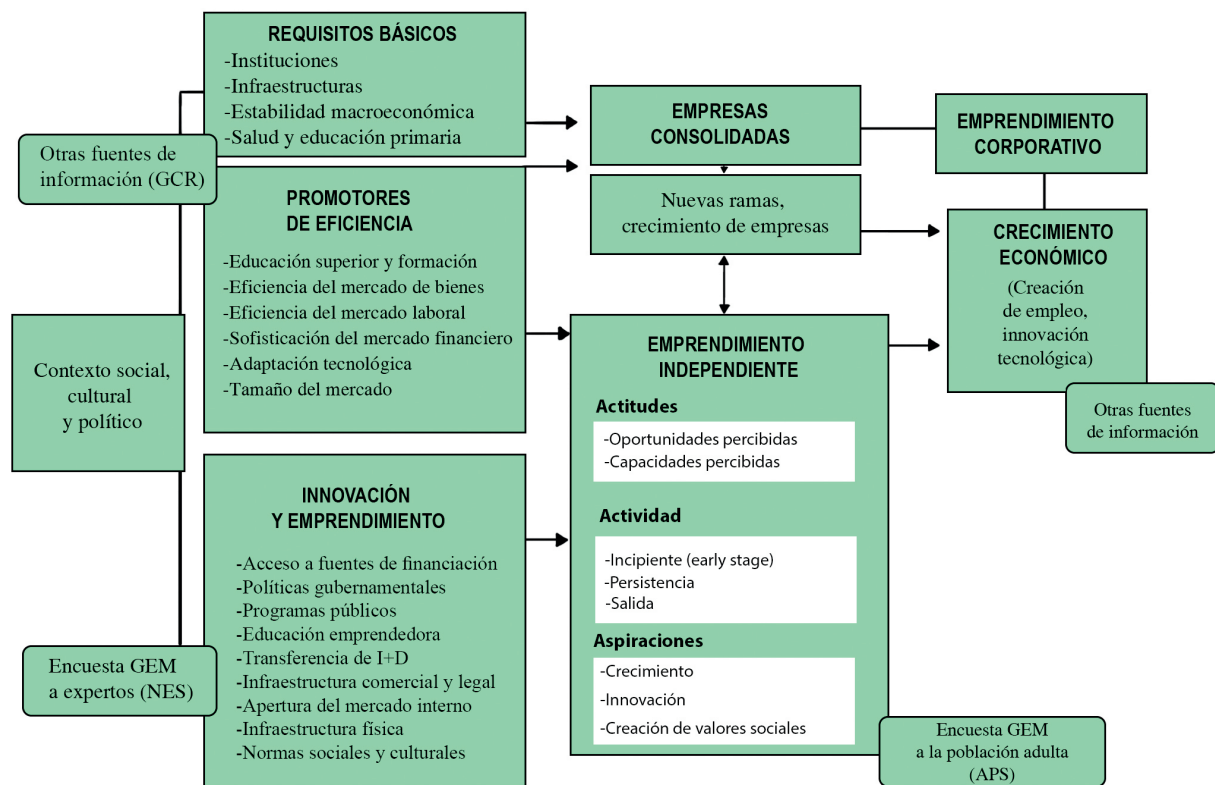 REQUISITOS BÁSICOS
-Instituciones
-Infraestructuras
-Estabilidad macroeconómica
-Salud y educación primaria
Otras fuentes de
información (GCR)
PROMOTORES
DE EFICIENCIA
-Educación superior y formación
-Eficiencia del mercado de bienes
-Eficiencia del mercado laboral
-Sofisticación del mercado financiero
-Adaptación tecnológica
-Tamaño del mercado
Contexto social,
cultural
y político
INNOVACIÓN
Y EMPRENDIMIENTO
-Acceso a fuentes de financiación
-Políticas gubernamentales
-Programas públicos
-Educación emprendedora
-Transferencia de I+D
-Infraestructura comercial y legal
-Apertura del mercado interno
-Infraestructura física
-Normas sociales y culturales
Encuesta GEM
a expertos (NES)
EMPRESAS
CONSOLIDADAS
Nuevas ramas,
crecimiento de empresas
EMPRENDIMIENTO
INDEPENDIENTE
Actitudes
-Oportunidades percibidas
-Capacidades percibidas
Actividad
-Incipiente (early stage)
-Persistencia
-Salida
Aspiraciones
-Crecimiento
-Innovación
-Creación de valores sociales
Encuesta GEM
a la población adulta
(APS)
EMPRENDIMIENTO
CORPORATIVO
CRECIMIENTO
ECONÓMICO
(Creación
de empleo,
innovación
tecnológica)
Otras fuentes
de información